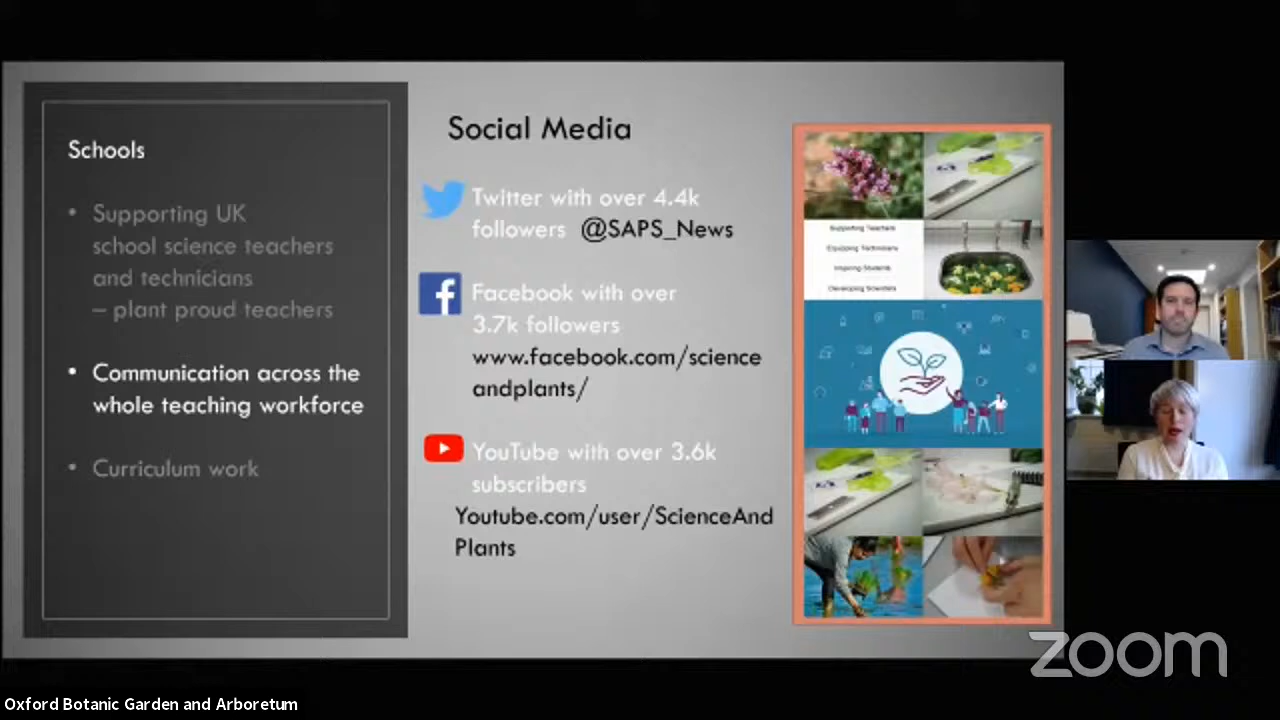 Schools
• Supporting UK
school science teachers
and technicians
– plant proud teachers
• Communication across the
whole teaching workforce
• Curriculum work
Social Media
Twitter with over 4.4k
followers @SAPS_News
Facebook with over
3.7k followers
www.facebook.com/science
andplants/
YouTube with over 3.6k
subscribers
Youtube.com/user/ScienceAnd
Plants
Supporting Teachers
Equipping Technicians
Inspiring Students
Developing Scientists
zoom
Oxford Botanic Garden and Arboretum